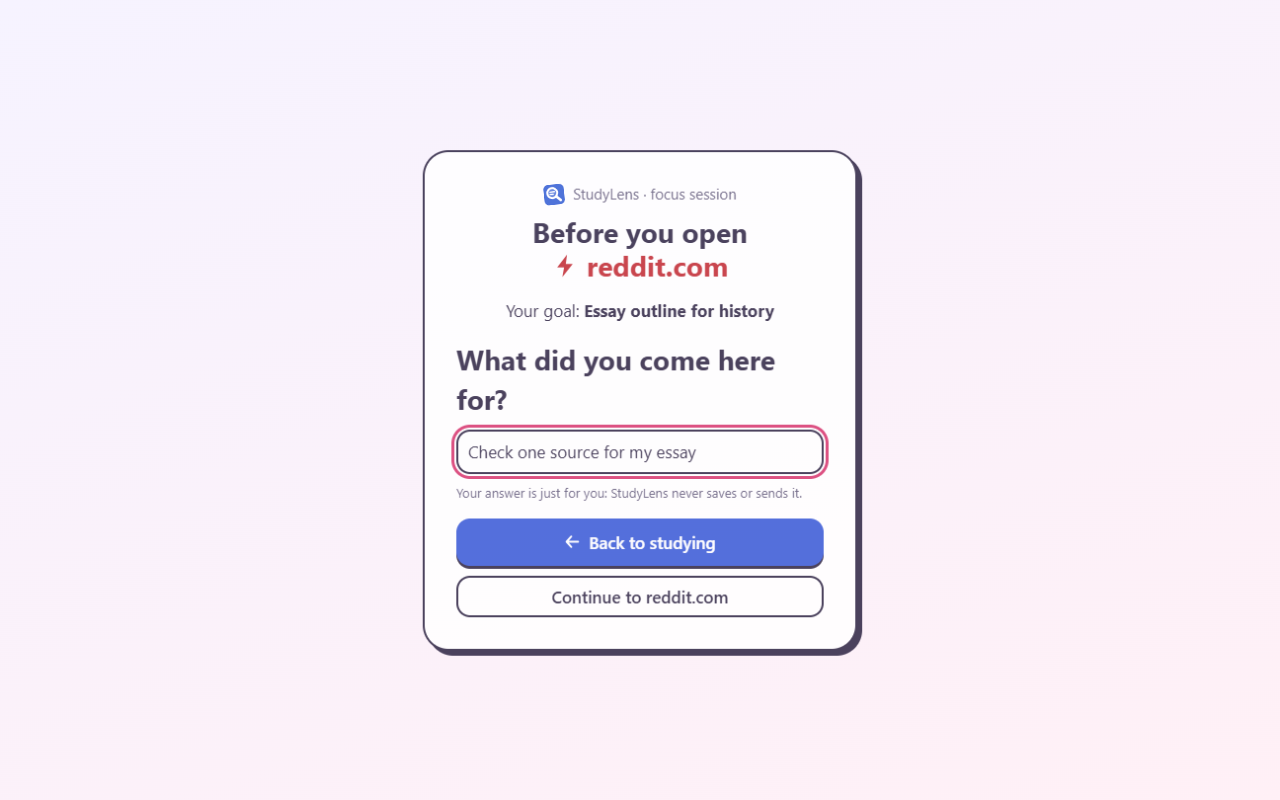 StudyLens · focus session
Before you open
reddit.com
Your goal: Essay outline for history
What did you come here
for?
Check one source for my essay
Your answer is just for you: StudyLens never saves or sends it.
← Back to studying
Continue to reddit.com